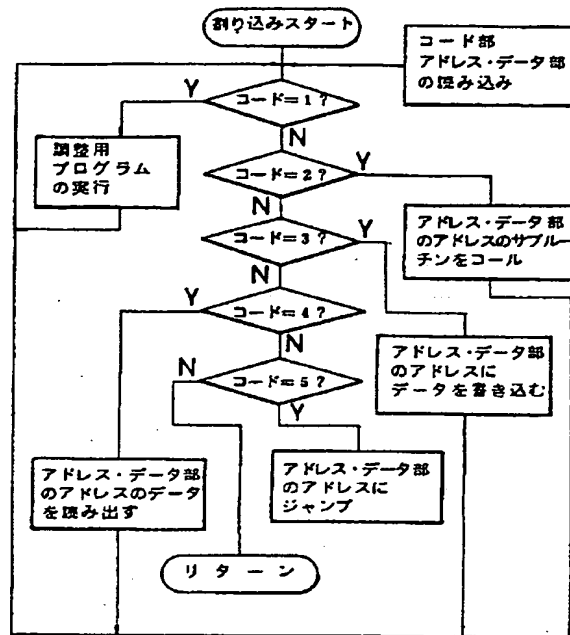 割り込みスタート
コード部
アドレス・データ部
の読み込み
Y
コード=1?
N
調整用
プログラム
の実行
コード=2?
Y
N
アドレス・データ部
のアドレスのサブルー
チンをコール
コード=3?
Y
N
Y
コード=4?
N
アドレス・データ部
のアドレスに
データを書き込む
N
コード=5?
Y
アドレス・データ部
のアドレスのデータ
を読み出す
アドレス・データ部
のアドレスに
ジャンプ
リターン